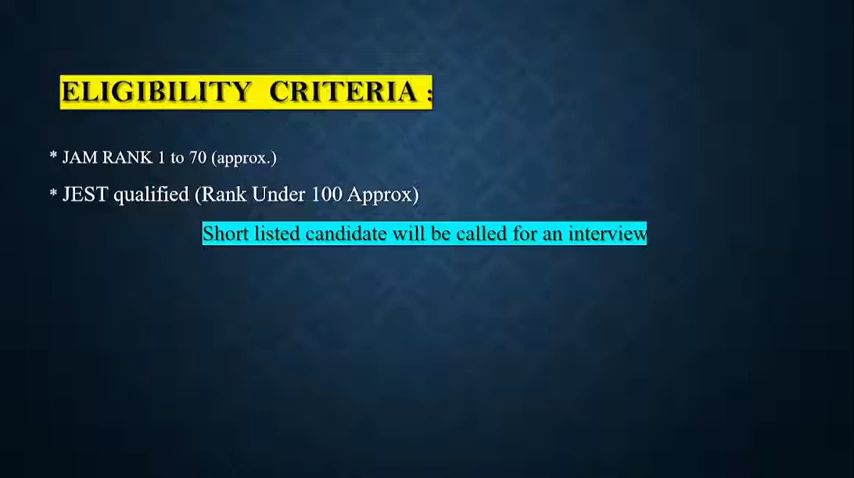 ELIGIBILITY CRITERIA :
* JAM RANK 1 to 70 (approx.)
* JEST qualified (Rank Under 100 Approx)
Short listed candidate will be called for an interview